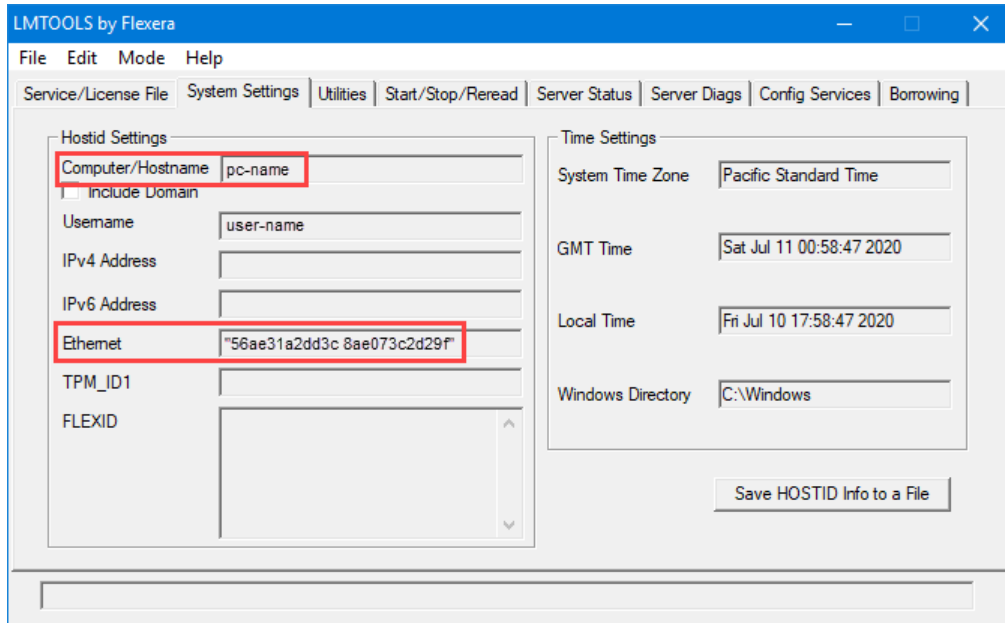 LMTOOLS by Flexera
File Edit Mode Help
Service/License File System Settings Utilities Start/Stop/Reread Server Status Server Diags Config Services Borrowing
Hostid Settings
Computer/Hostname pc-name
Include Domain
Username user-name
IPv4 Address
IPv6 Address
Ethernet "56ae31a2dd3c 8ae073c2d29f"
TPM_ID1
FLEXID
Time Settings
System Time Zone Pacific Standard Time
GMT Time Sat Jul 11 00:58:47 2020
Local Time Fri Jul 10 17:58:47 2020
Windows Directory C:\Windows
Save HOSTID Info to a File